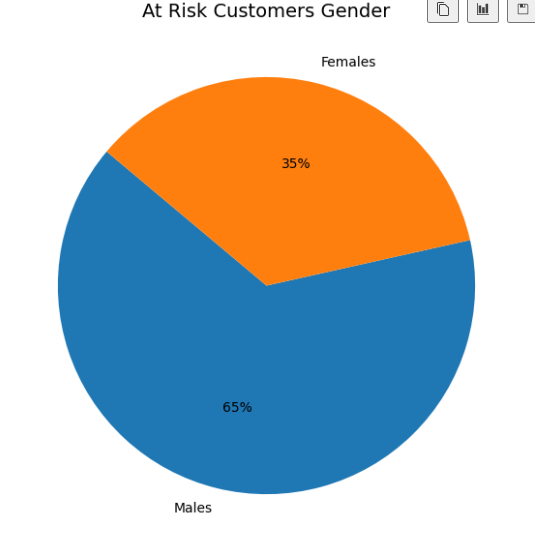 At Risk Customers Gender
Females
35%
65%
Males